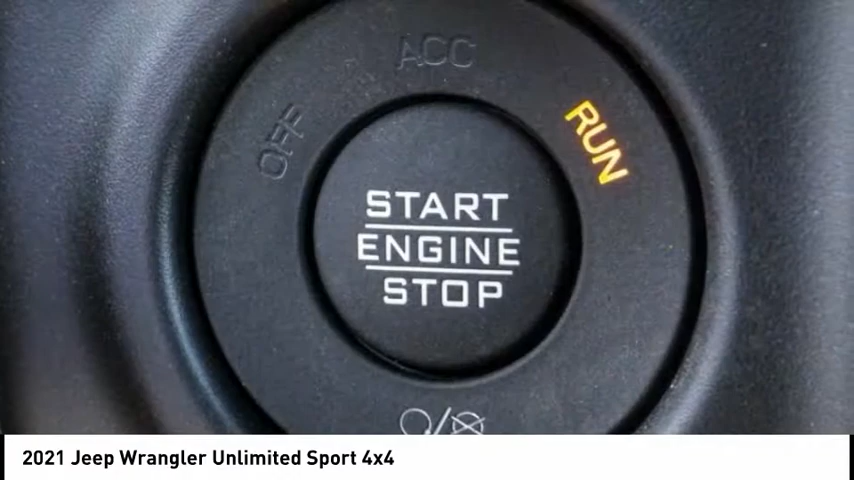 ACC
OFF
RUN
START
ENGINE
STOP
2021 Jeep Wrangler Unlimited Sport 4x4